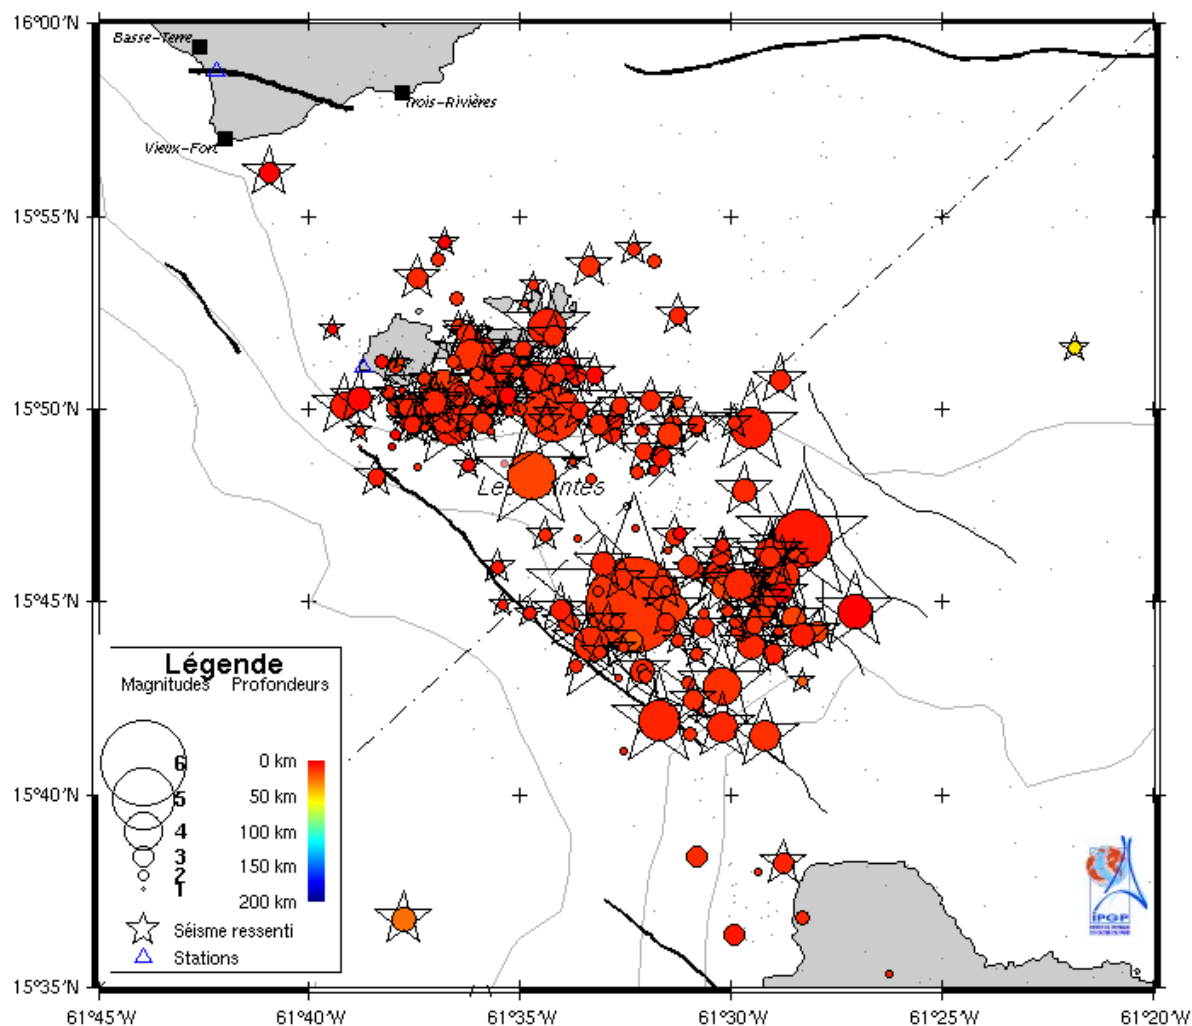 16°00'N
Basse-Terre
Trois-Rivières
Vieux-Fort
15°55'N
15°50'N
15°45'N
Légende
Magnitudes Profondeurs
6
5
4
3
2
1
0 km
50 km
100 km
150 km
200 km
Séisme ressenti
Stations
15°40'N
iPGP
15°35'N
61°45'W 61°40'W 61°35'W 61°30'W 61°25'W 61°20'W